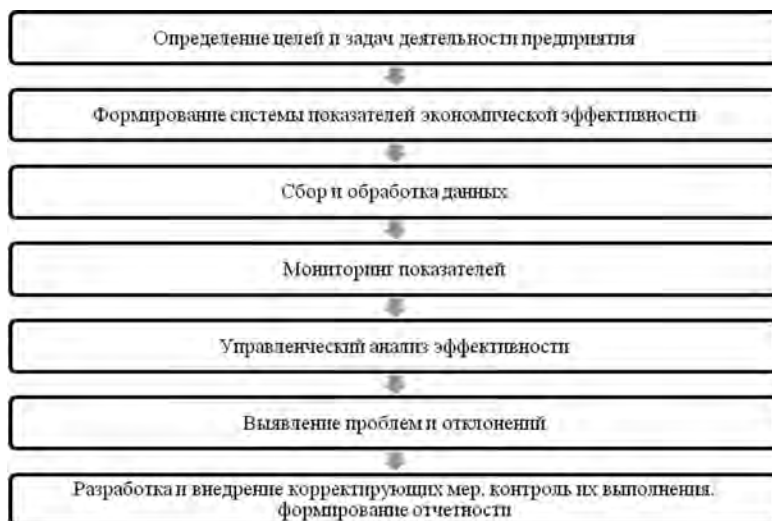 Определение целей и задач деятельности предприятия
Формирование системы показателей экономической эффективности
Сбор и обработка данных
Мониторинг показателей
Управленческий анализ эффективности
Выявление проблем и отклонений
Разработка и внедрение корректирующих мер, контроль их выполнения,
формирование отчетности